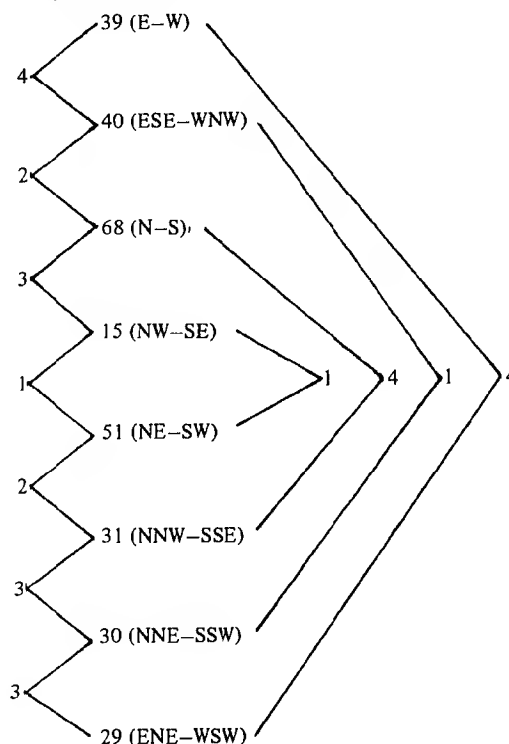 39 (E–W)
4
40 (ESE–WNW)
2
68 (N–S)
3
15 (NW–SE)
1 1 4 1 4
51 (NE–SW)
2
31 (NNW–SSE)
3
30 (NNE–SSW)
3
29 (ENE–WSW)